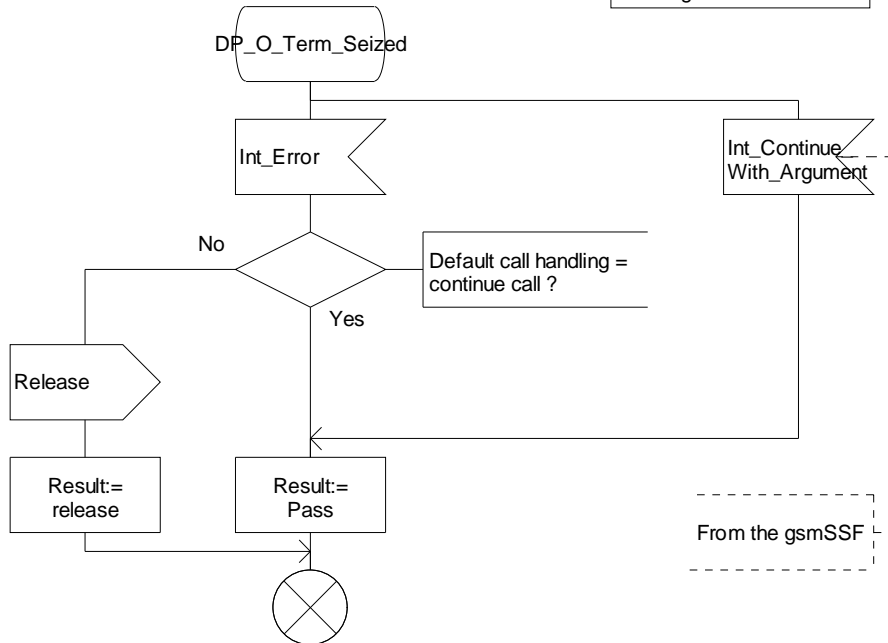 DP_O_Term_Seized
Int_Error
Int_Continue_
With_Argument
No
Default call handling =
continue call ?
Yes
Release
Result:=
release
Result:=
Pass
From the gsmSSF